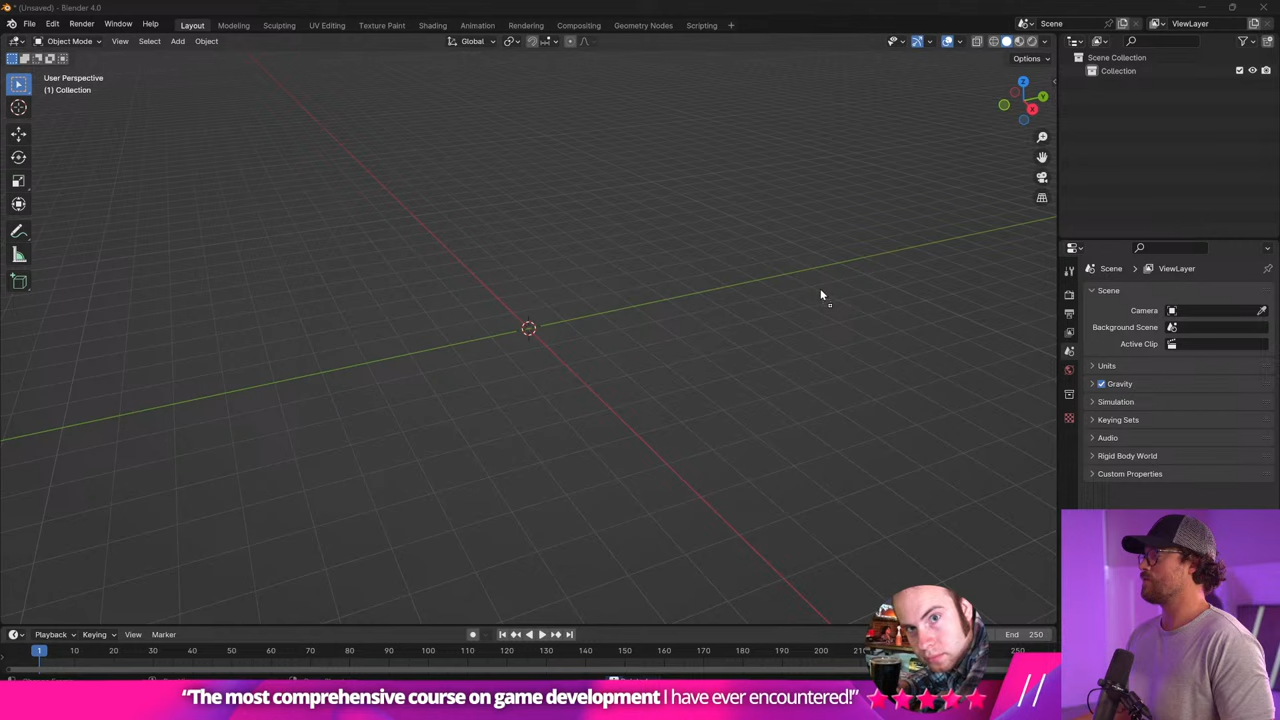 * (Unsaved) - Blender 4.0
File Edit Render Window Help Layout Modeling Sculpting UV Editing Texture Paint Shading Animation Rendering Compositing Geometry Nodes Scripting + Scene ViewLayer
Object Mode View Select Add Object Global
Options
User Perspective
(1) Collection
Z
Y
X
Scene Collection
Collection
Scene ViewLayer
Scene
Camera
Background Scene
Active Clip
Units
Gravity
Simulation
Keying Sets
Audio
Rigid Body World
Custom Properties
Playback Keying View Marker End 250
1 10 20 30 40 50 60 70 80 90 100 110 120 130 140 150 160 170 180 190 200 210 250
“The most comprehensive course on game development I have ever encountered!” //